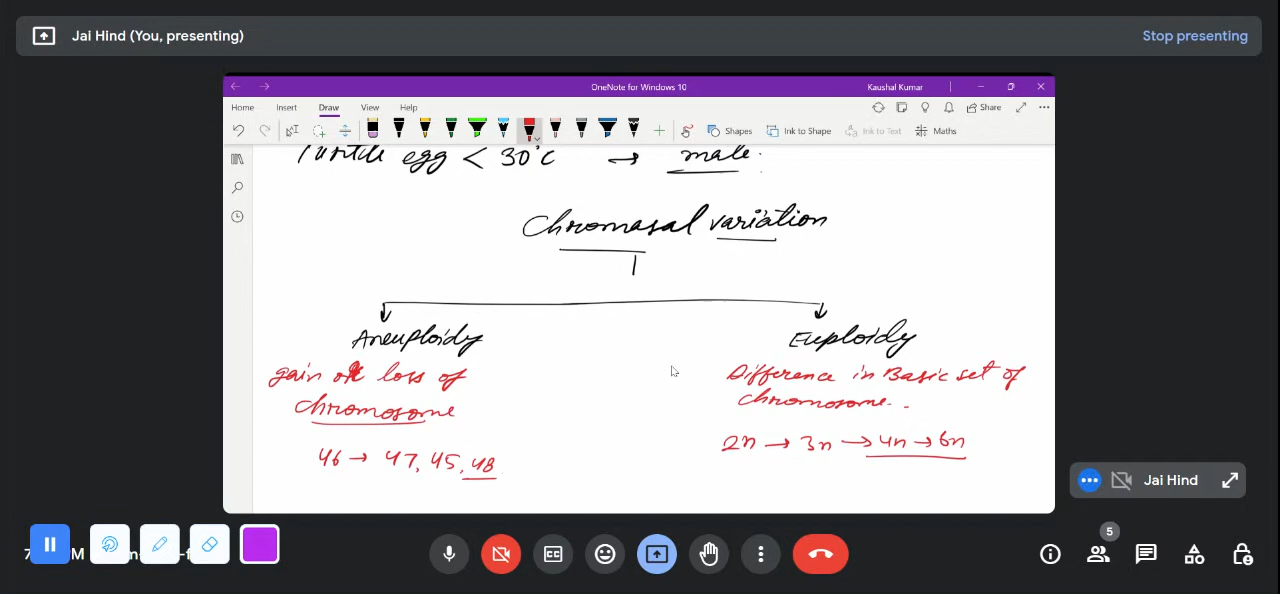 Jai Hind (You, presenting)
Stop presenting
OneNote for Windows 10
Kaushal Kumar
Home Insert Draw View Help
Share
Shapes Ink to Shape Ink to Text Maths
Turtle egg < 30°c → male.
Chromasal variation
Aneuploidy
Euploidy
gain or loss of
chromosome
46 → 47, 45, 48
Difference in Basic set of
chromosome.
2n → 3n → 4n → 6n
Jai Hind
5